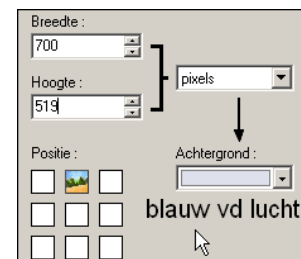 Breedte :
700
Hoogte :
519
pixels
Positie :
Achtergrond :
blauw vd lucht